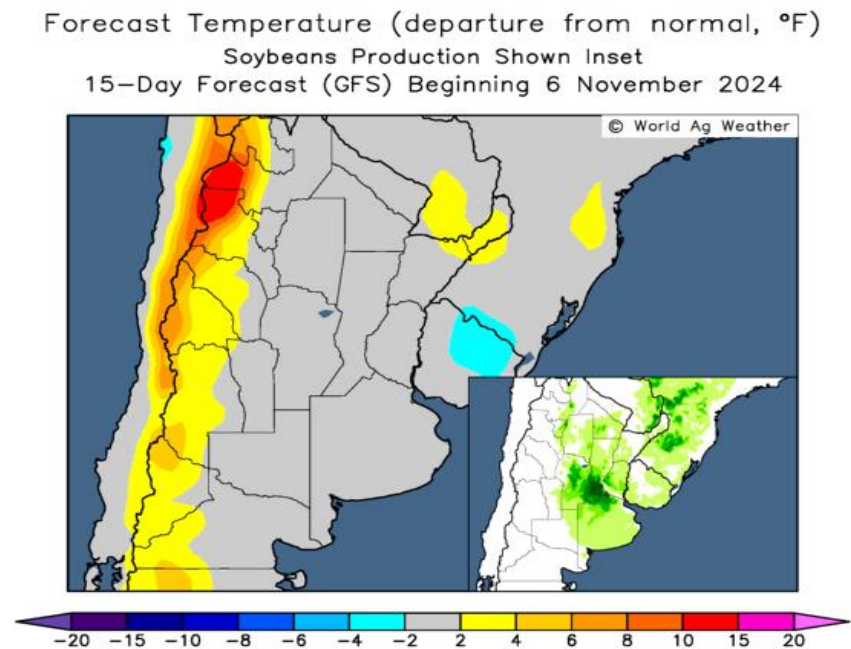 Forecast Temperature (departure from normal, °F)
Soybeans Production Shown Inset
15-Day Forecast (GFS) Beginning 6 November 2024
© World Ag Weather
-20 -15 -10 -8 -6 -4 -2 2 4 6 8 10 15 20